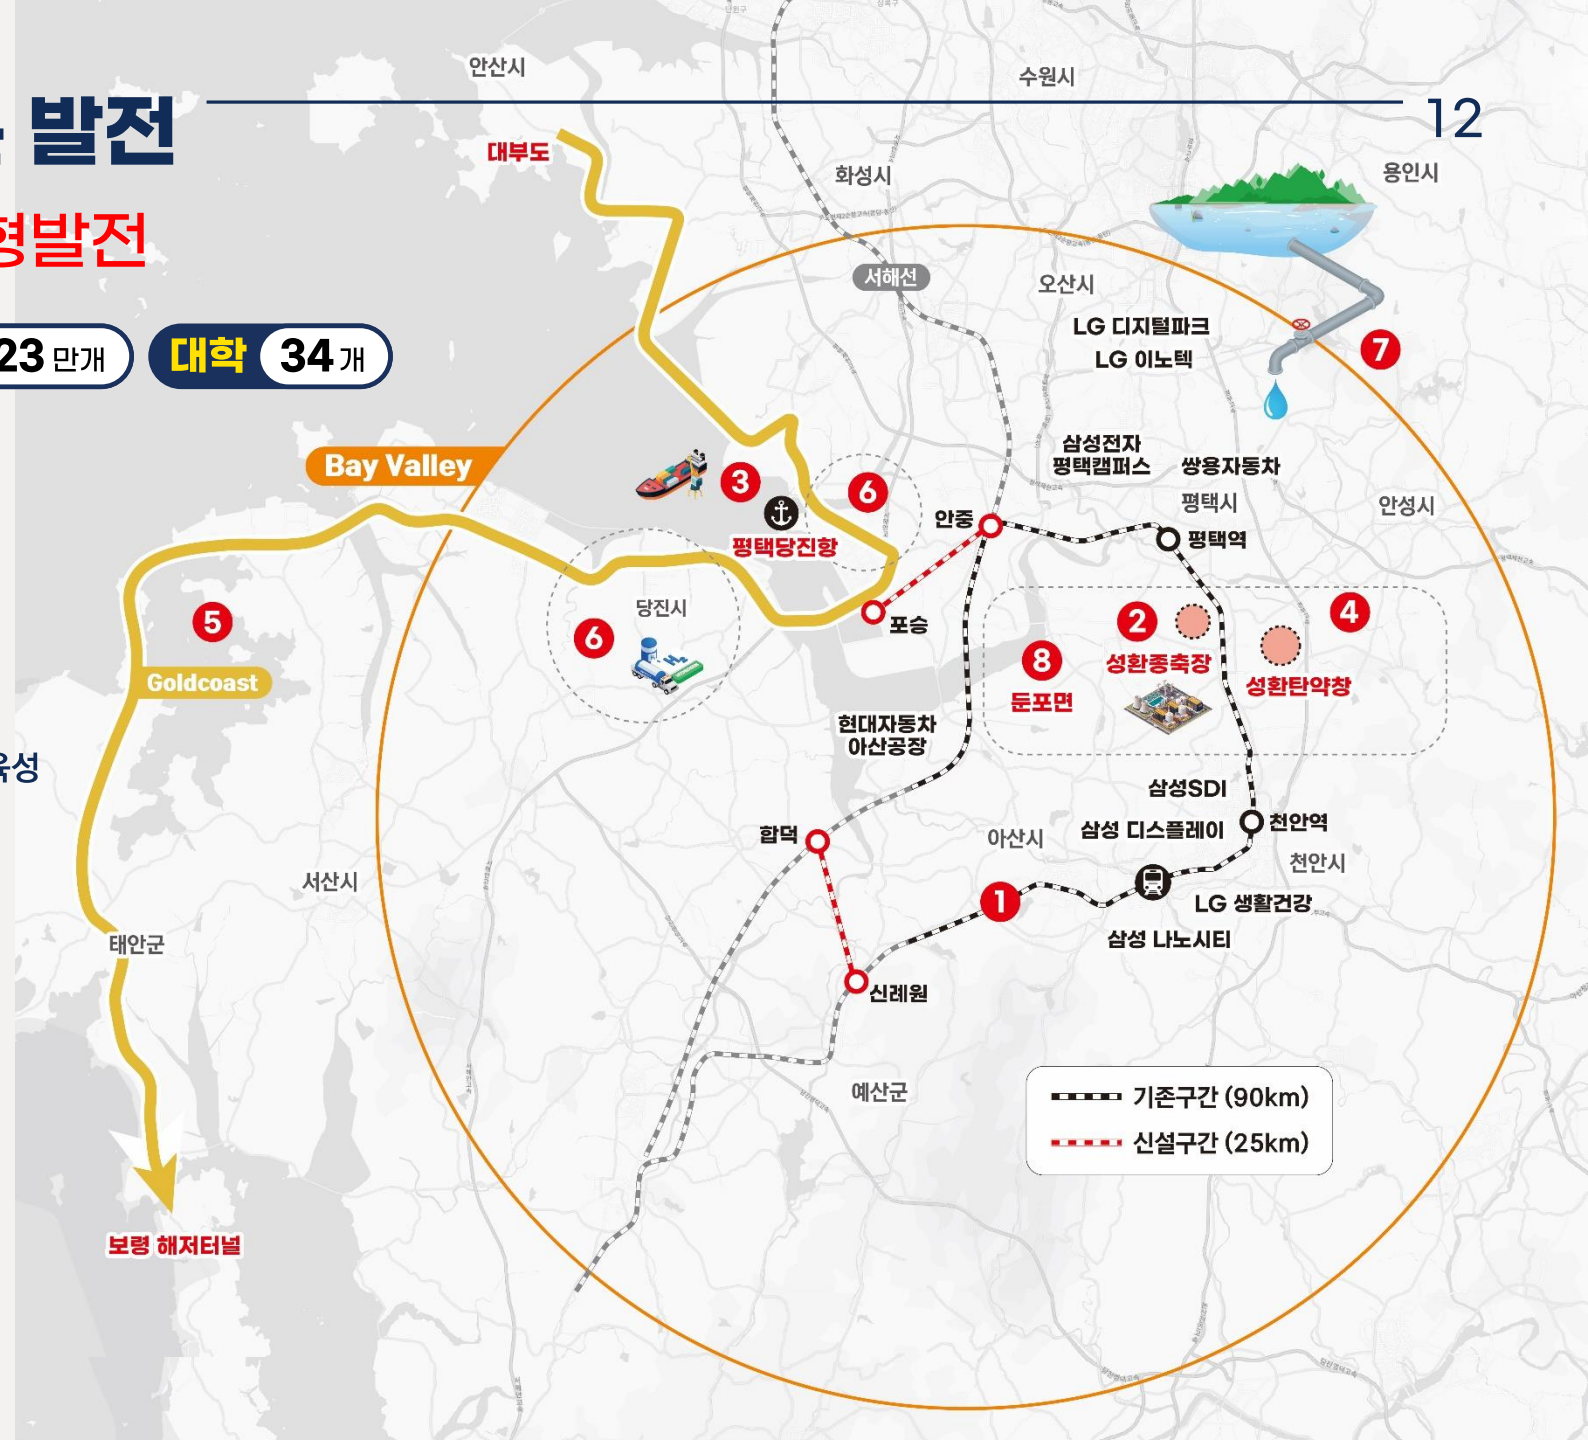 발전
12
형발전
23 만개
대학 34 개
안산시
수원시
대부도
화성시
용인시
서해선
오산시
LG 디지털파크
LG 이노텍
7
Bay Valley
3
6
삼성전자
평택캠퍼스
쌍용자동차
평택시
안성시
안중
평택역
평택당진항
당진시
포승
5
6
2
4
8
성환종축장
성환탄약창
둔포면
Goldcoast
현대자동차
아산공장
육성
삼성SDI
합덕
아산시
삼성 디스플레이
천안역
천안시
서산시
1
LG 생활건강
태안군
삼성 나노시티
신례원
예산군
기존구간 (90km)
신설구간 (25km)
보령 해저터널
H2